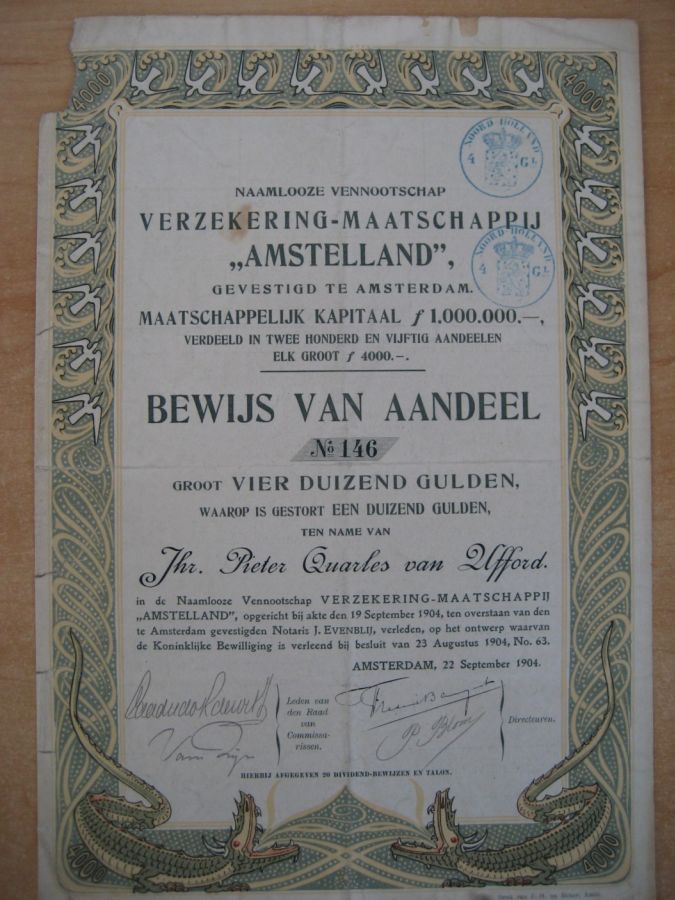 4000
4000
NOORD HOLLAND
4 GL
NAAMLOOZE VENNOOTSCHAP
VERZEKERING-MAATSCHAPPIJ
NOORD-HOLLAND
„AMSTELLAND”,
4 GL
GEVESTIGD TE AMSTERDAM.
MAATSCHAPPELIJK KAPITAAL f 1,000.000.—,
VERDEELD IN TWEE HONDERD EN VIJFTIG AANDEELEN
ELK GROOT f 4000.—.
BEWIJS VAN AANDEEL
No 146
GROOT VIER DUIZEND GULDEN,
WAAROP IS GESTORT EEN DUIZEND GULDEN,
TEN NAME VAN
Jhr. Pieter Quarles van Ufford.
in de Naamlooze Vennootschap VERZEKERING-MAATSCHAPPIJ
„AMSTELLAND”, opgericht bij akte den 19 September 1904, ten overstaan van den
te Amsterdam gevestigden Notaris J. EVENBLIJ, verleden, op het ontwerp waarvan
de Koninklijke Bewilliging is verleend bij besluit van 23 Augustus 1904, No. 63.
AMSTERDAM, 22 September 1904.
Leden van
den Raad
van
Commissa-
rissen.
P. Blom
Directeuren.
HIERBIJ AFGEGEVEN 20 DIVIDEND-BEWIJZEN EN TALON.
4000
4000